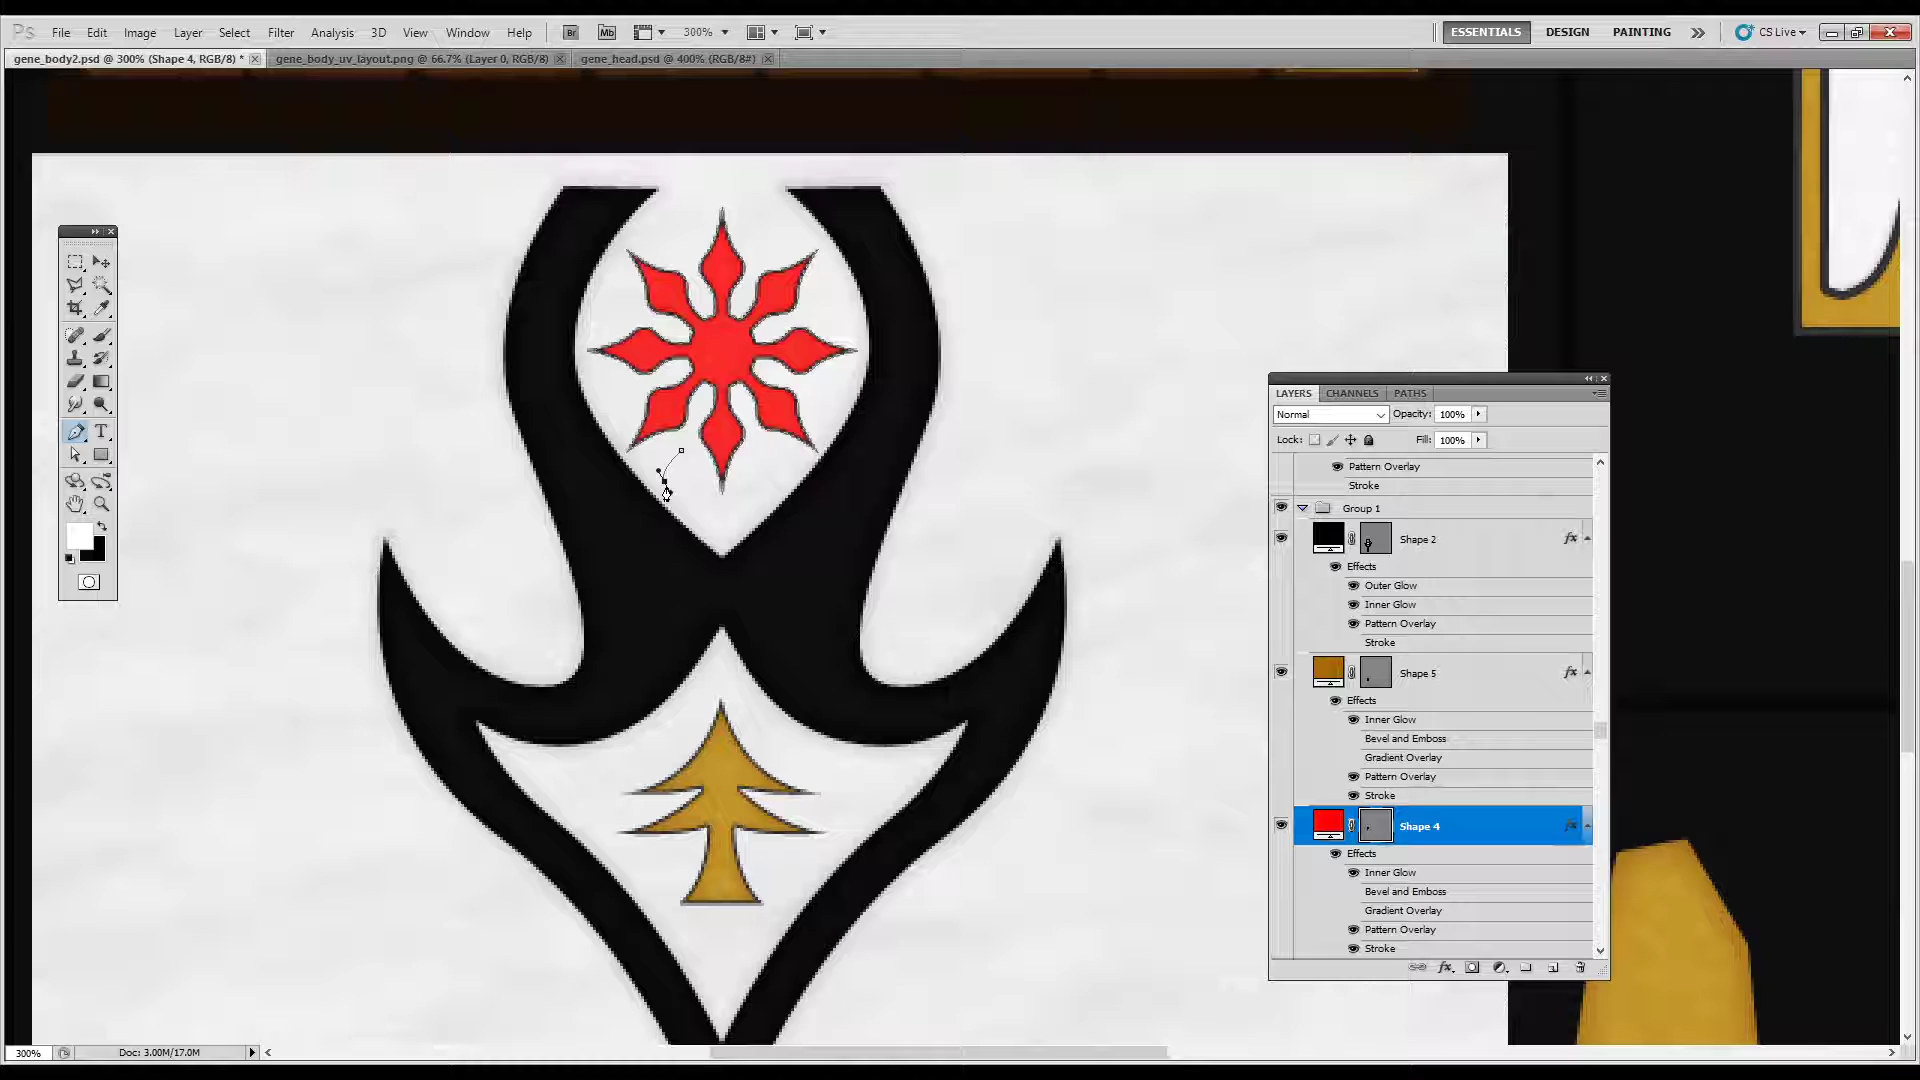 Ps File Edit Image Layer Select Filter Analysis 3D View Window Help Br Mb 300% ESSENTIALS DESIGN PAINTING CS Live
gene_body2.psd @ 300% (Shape 4, RGB/8) * gene_body_uv_layout.png @ 66.7% (Layer 0, RGB/8) gene_head.psd @ 400% (RGB/8#)
LAYERS CHANNELS PATHS
Normal Opacity: 100%
Lock: Fill: 100%
Pattern Overlay
Stroke
Group 1
Shape 2 fx
Effects
Outer Glow
Inner Glow
Pattern Overlay
Stroke
Shape 5 fx
Effects
Inner Glow
Bevel and Emboss
Gradient Overlay
Pattern Overlay
Stroke
Shape 4 fx
Effects
Inner Glow
Bevel and Emboss
Gradient Overlay
Pattern Overlay
Stroke
fx
T
300% Doc: 3.00M/17.0M